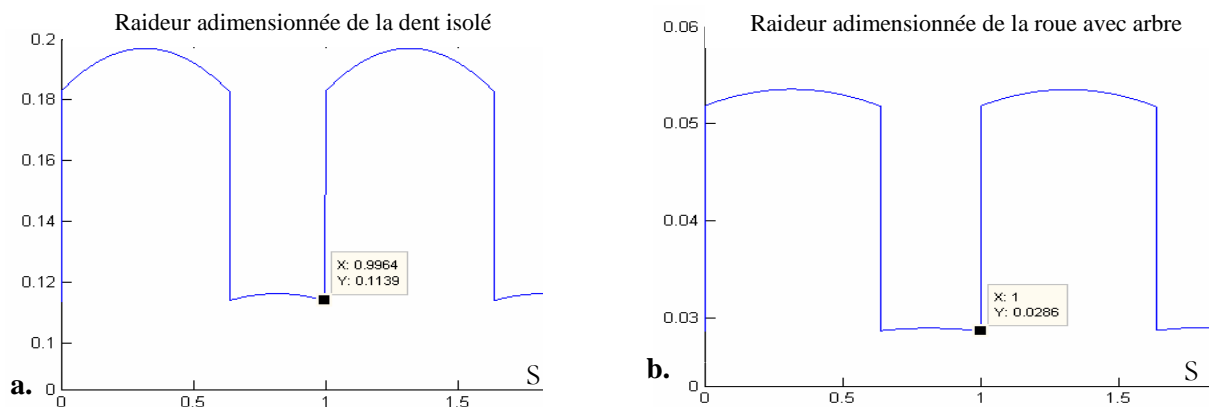 Raideur adimensionnée de la dent isolé
0.2
0.18
0.16
0.14
0.12
0.1
0
X: 0.9964
Y: 0.1139
a.
S
0
0.5
1
1.5
Raideur adimensionnée de la roue avec arbre
0.06
0.05
0.04
0.03
0
X: 1
Y: 0.0286
b.
S
0
0.5
1
1.5